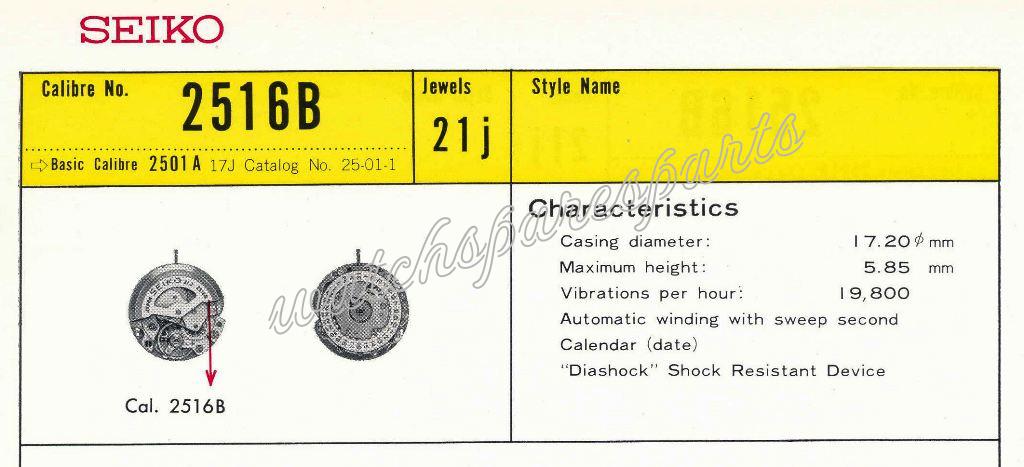 SEIKO
Calibre No. 2516B
⇨Basic Calibre 2501A 17J Catalog No. 25-01-1
Jewels
21j
Style Name
Cal. 2516B
Characteristics
Casing diameter: 17.20φ mm
Maximum height: 5.85 mm
Vibrations per hour: 19,800
Automatic winding with sweep second
Calendar (date)
"Diashock" Shock Resistant Device
watchsparesparts